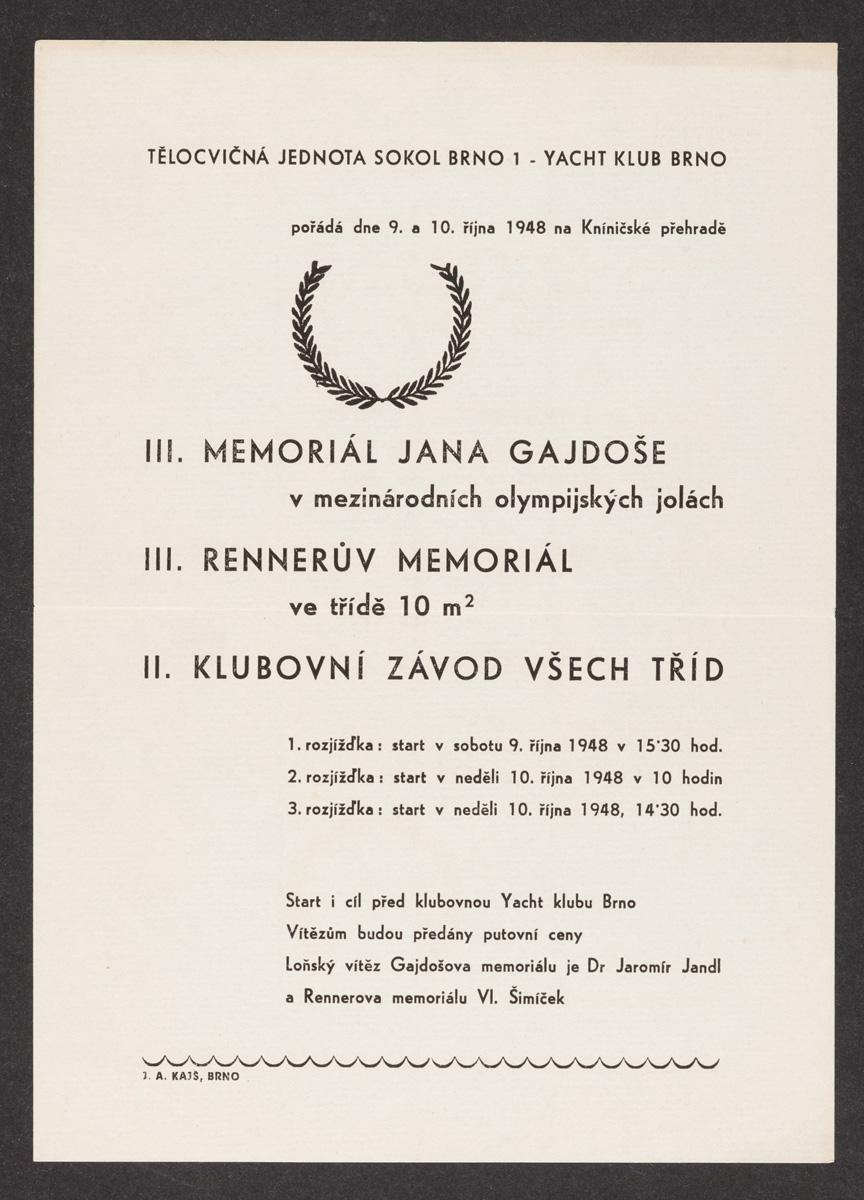 TĚLOCVIČNÁ JEDNOTA SOKOL BRNO 1 - YACHT KLUB BRNO
pořádá dne 9. a 10. října 1948 na Kníničské přehradě
III. MEMORIÁL JANA GAJDOŠE
v mezinárodních olympijských jolách
III. RENNERŮV MEMORIÁL
ve třídě 10 m²
II. KLUBOVNÍ ZÁVOD VŠECH TŘÍD
1. rozjížďka: start v sobotu 9. října 1948 v 15·30 hod.
2. rozjížďka: start v neděli 10. října 1948 v 10 hodin
3. rozjížďka: start v neděli 10. října 1948, 14·30 hod.
Start i cíl před klubovnou Yacht klubu Brno
Vítězům budou předány putovní ceny
Loňský vítěz Gajdošova memoriálu je Dr Jaromír Jandl
a Rennerova memoriálu Vl. Šimíček
J. A. KAJŠ, BRNO